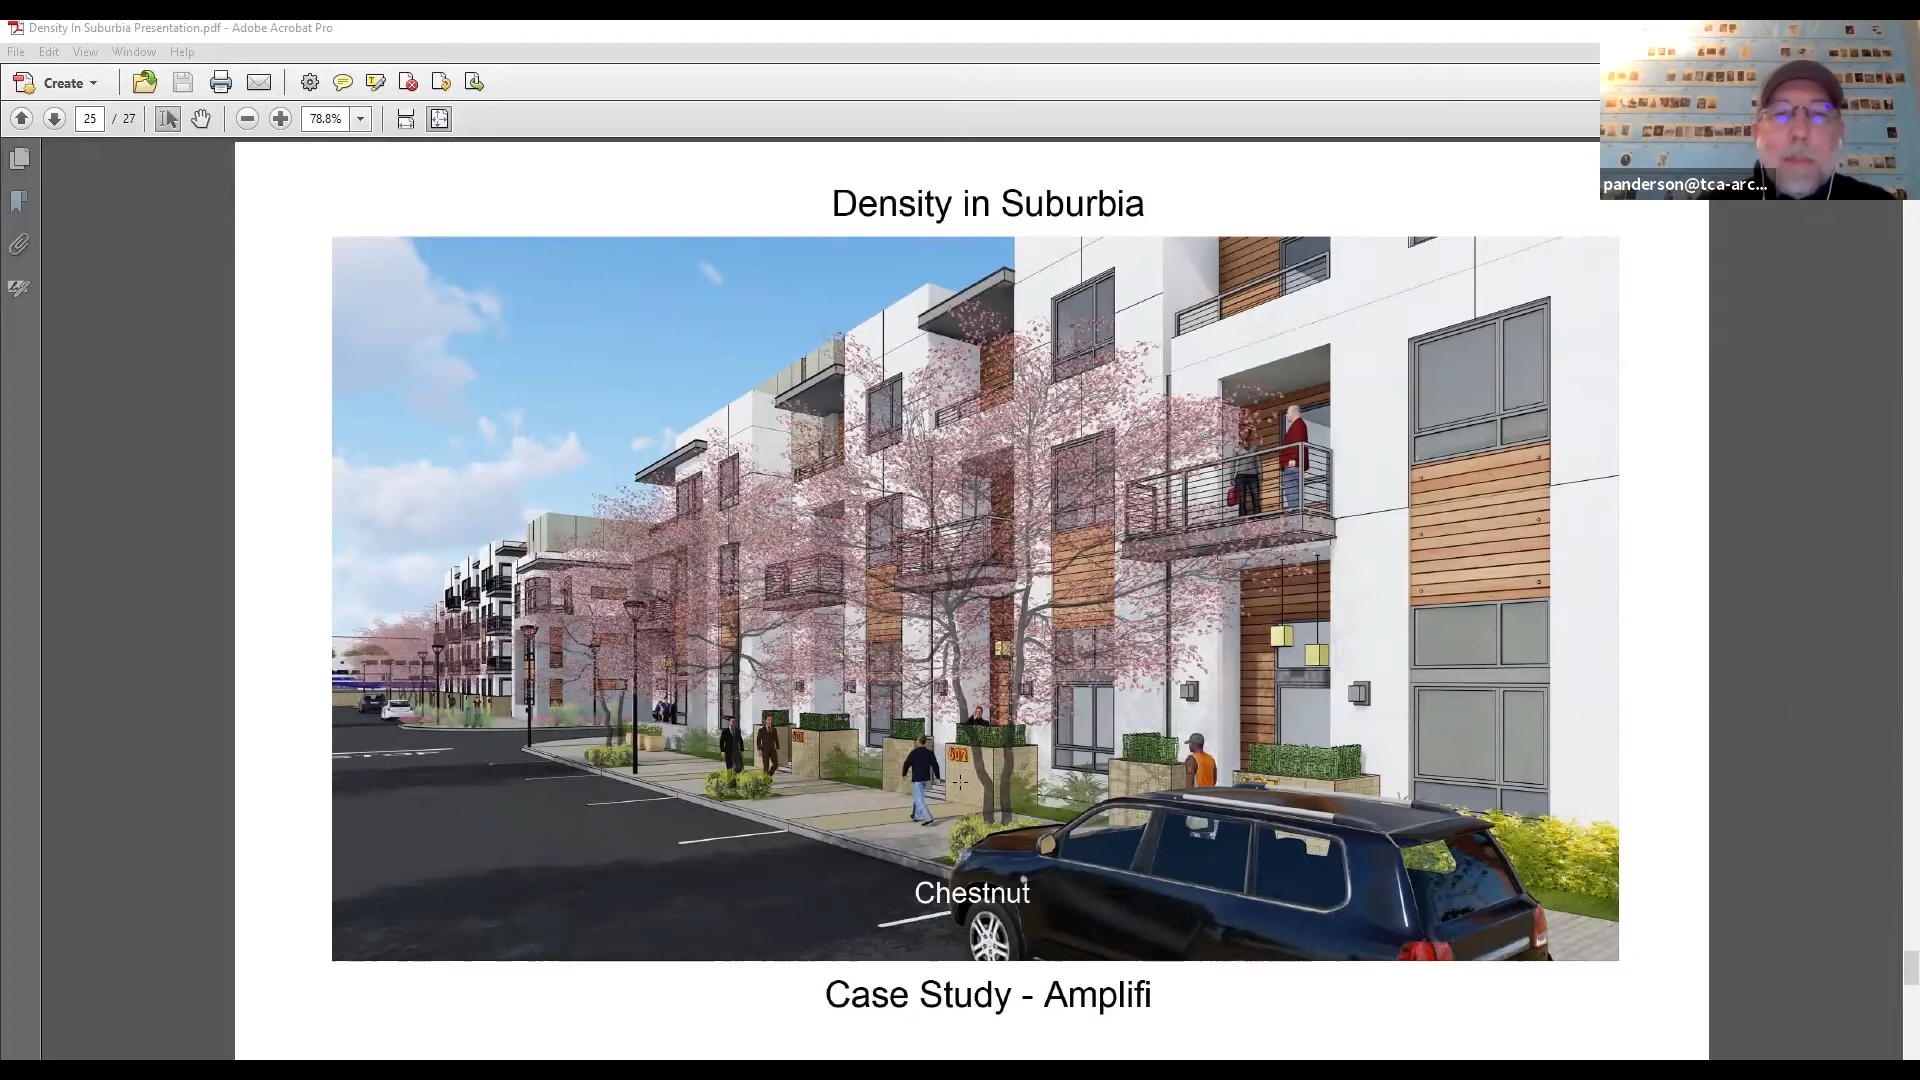 Density In Suburbia Presentation.pdf - Adobe Acrobat Pro
File Edit View Window Help
Create
25 / 27
78.8%
panderson@tca-arc...
Density in Suburbia
602
Chestnut
Case Study - Amplifi